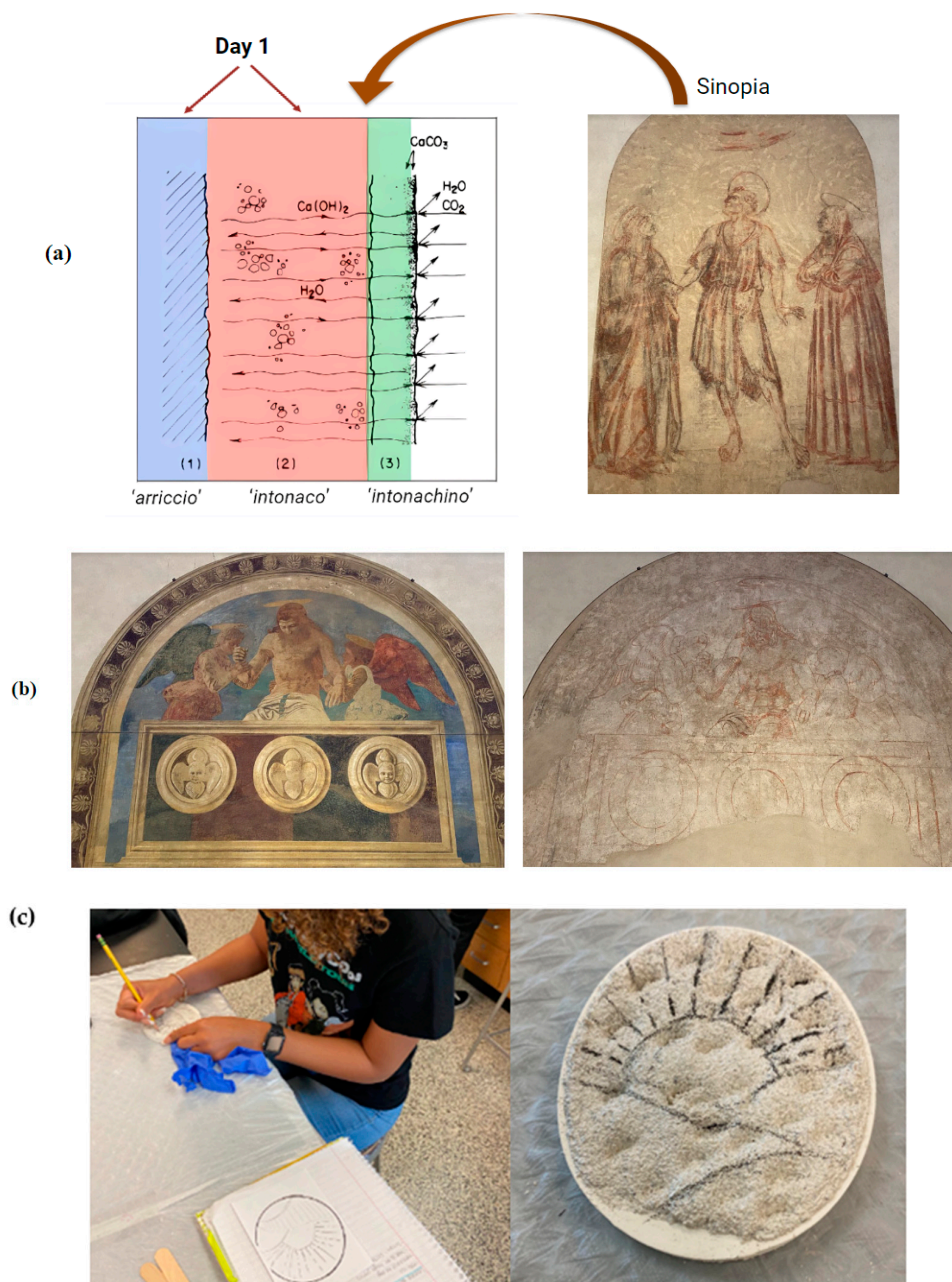 Day 1
Sinopia
(a)
CaCO3
H2O
CO2
Ca(OH)2
H2O
(1)
(2)
(3)
'arriccio'
'intonaco'
'intonachino'
(b)
(c)